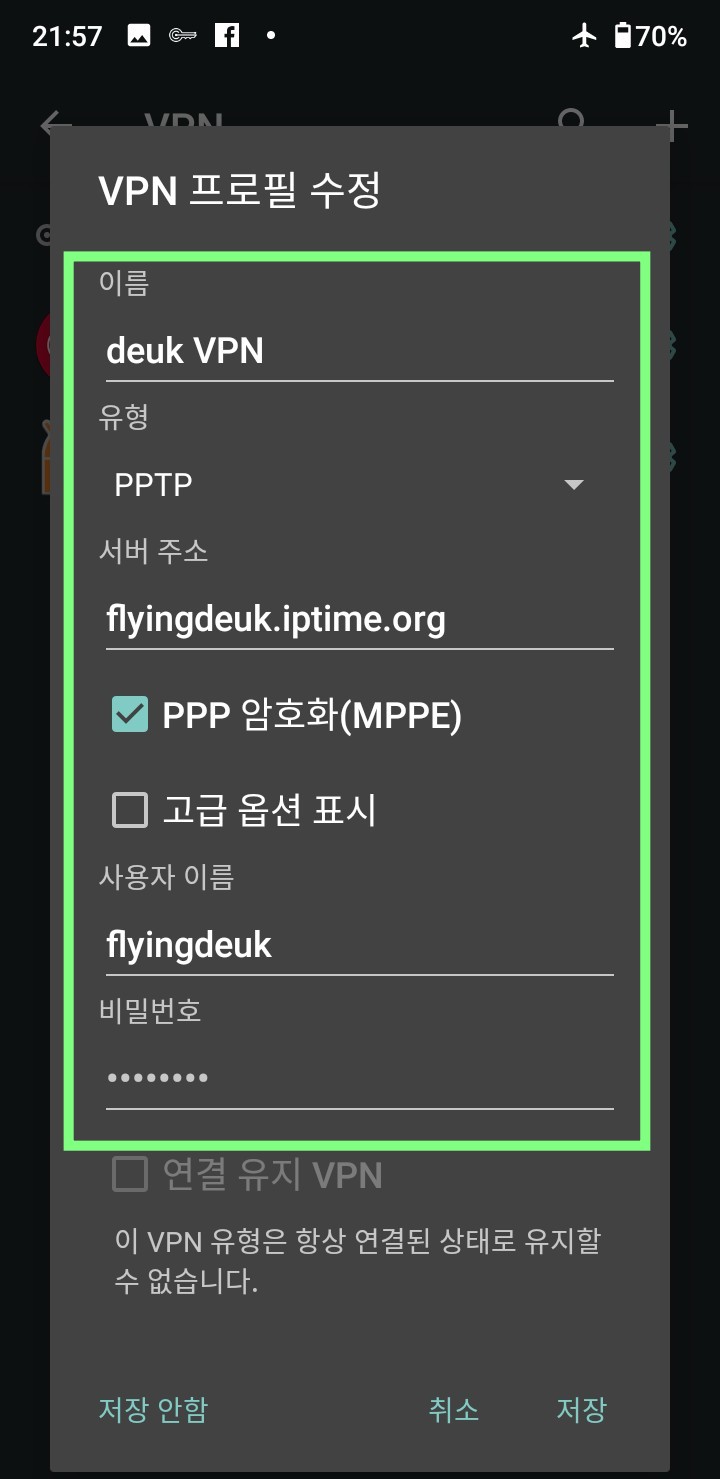 21:57
70%
VPN
VPN 프로필 수정
이름
deuk VPN
유형
PPTP
서버 주소
flyingdeuk.iptime.org
PPP 암호화(MPPE)
고급 옵션 표시
사용자 이름
flyingdeuk
비밀번호
••••••••
연결 유지 VPN
이 VPN 유형은 항상 연결된 상태로 유지할
수 없습니다.
저장 안함 취소 저장